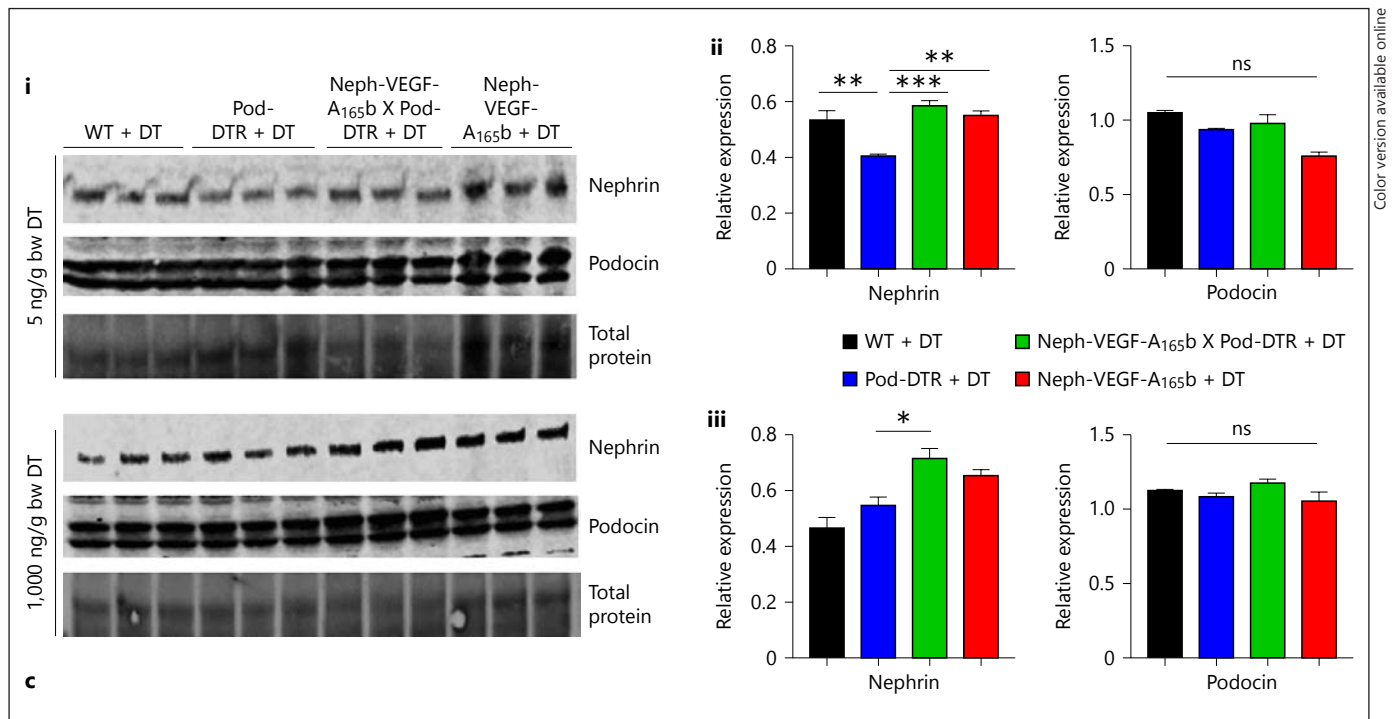 Color version available online
i
WT + DT
Pod-
DTR + DT
Neph-VEGF-
A165b X Pod-
DTR + DT
Neph-
VEGF-
A165b + DT
5 ng/g bw DT
Nephrin
Podocin
Total
protein
1,000 ng/g bw DT
Nephrin
Podocin
Total
protein
c
ii
Relative expression
0.8
0.6
0.4
0.2
0
**
***
**
Nephrin
Relative expression
1.5
1.0
0.5
0
ns
Podocin
WT + DT
Neph-VEGF-A165b X Pod-DTR + DT
Pod-DTR + DT
Neph-VEGF-A165b + DT
iii
Relative expression
0.8
0.6
0.4
0.2
0
*
Nephrin
Relative expression
1.5
1.0
0.5
0
ns
Podocin